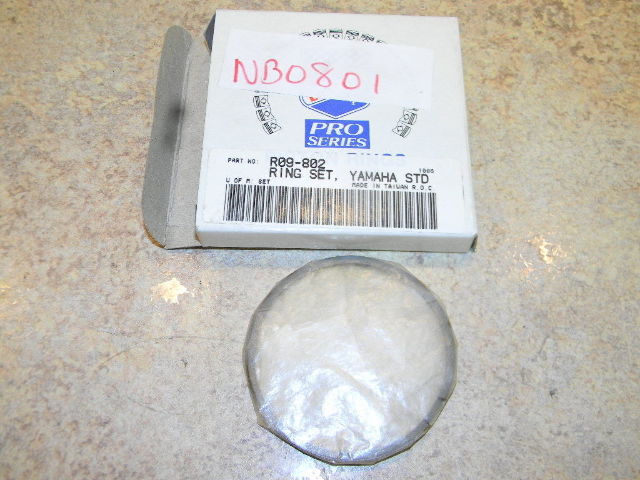 NB0801
PRO
SERIES
PART NO: R09-802
RING SET, YAMAHA STD
U OF M: SET MADE IN TAIWAN R.O.C